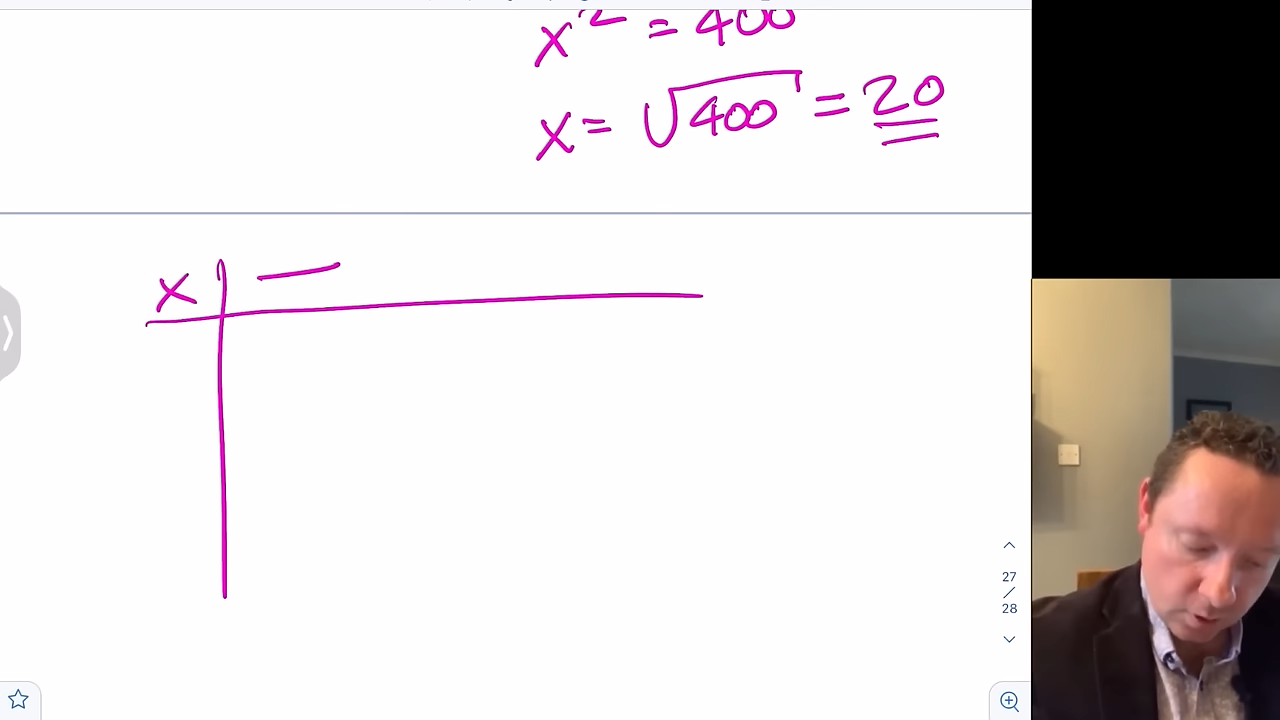 x² = 400
x = √400 = 20
x
27
/
28